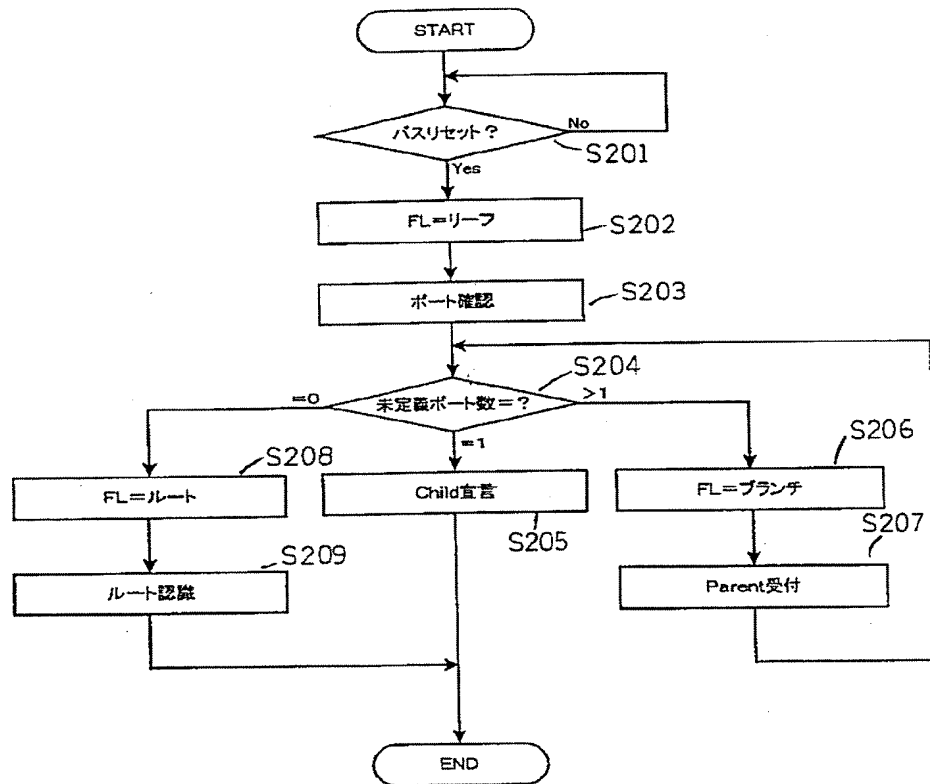 START
バスリセット?
No
S201
Yes
FL=リーフ
S202
ポート確認
S203
S204
未定義ポート数=?
=0
>1
=1
S208
FL=ルート
Child宣言
S205
S206
FL=ブランチ
S207
S209
ルート認識
Parent受付
END